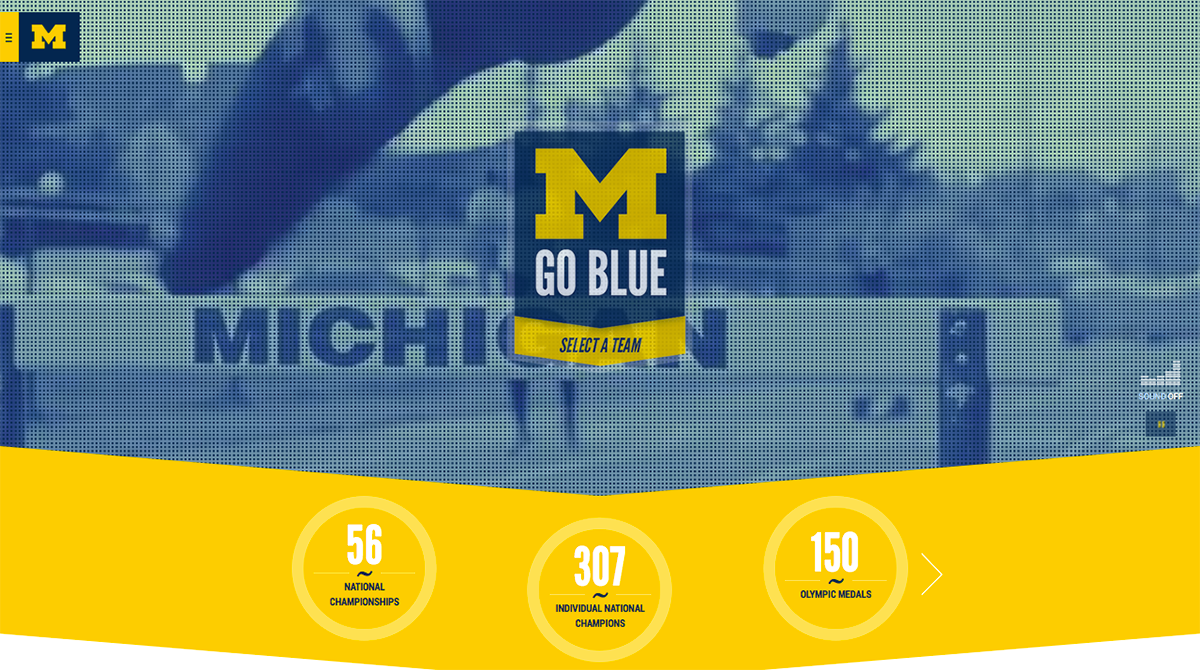 M
M
GO BLUE
SELECT A TEAM
MICHIGAN
SOUND OFF
56
NATIONAL
CHAMPIONSHIPS
307
INDIVIDUAL NATIONAL
CHAMPIONS
150
OLYMPIC MEDALS